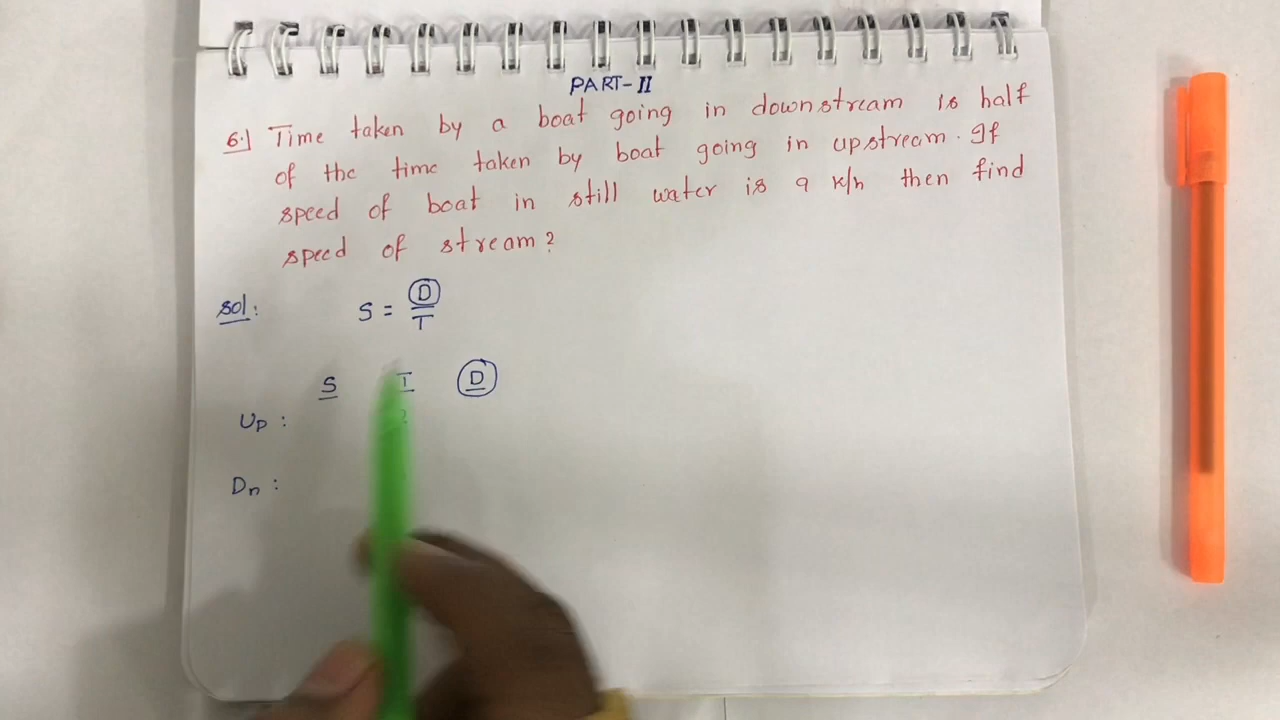 PART-II
6.) Time taken by a boat going in downstream is half
of the time taken by boat going in upstream. If
speed of boat in still water is 9 k/h then find
speed of stream?
Sol: S = D/T
S T D
Up: 2
Dn: